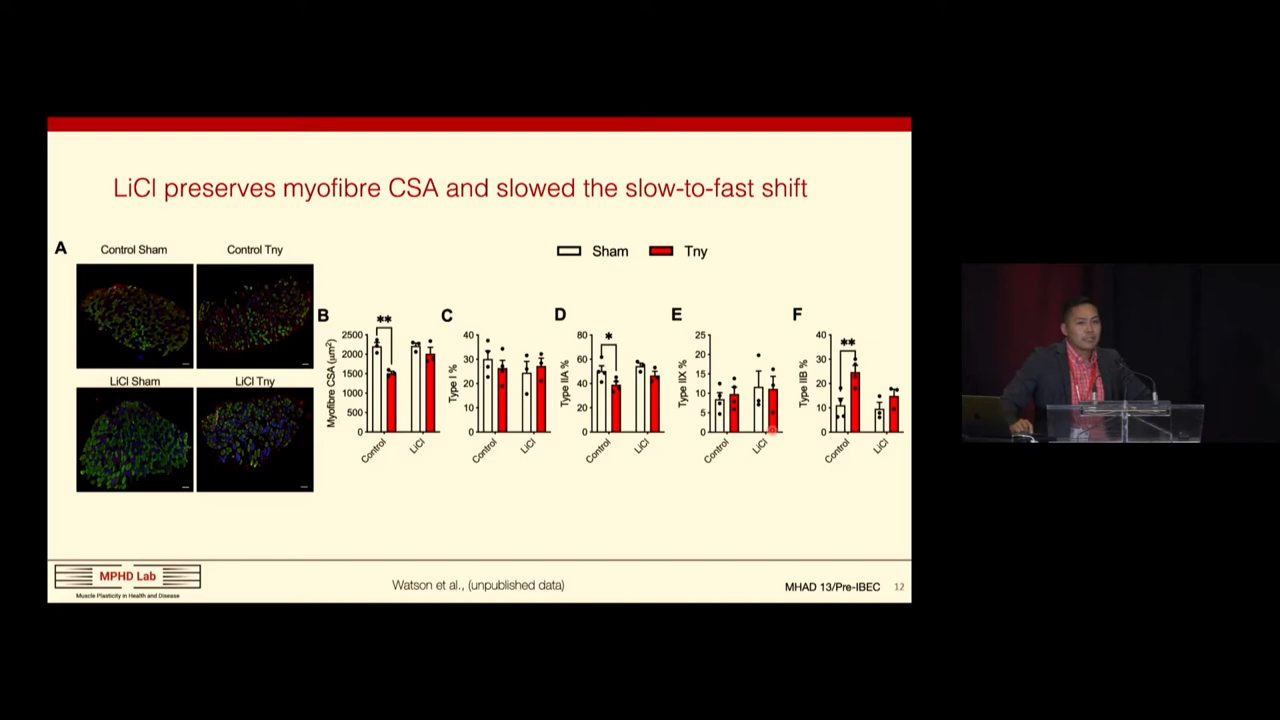 LiCl preserves myofibre CSA and slowed the slow-to-fast shift
A
Control Sham
Control Tny
LiCl Sham
LiCl Tny
Sham
Tny
B
**
Myofibre CSA (µm²)
2500
2000
1500
1000
500
0
Control
LiCl
C
Type I %
40
30
20
10
0
Control
LiCl
D
*
Type IIA %
80
60
40
20
0
Control
LiCl
E
Type IIX %
25
20
15
10
5
0
Control
LiCl
F
**
Type IIB %
40
30
20
10
0
Control
LiCl
MPHD Lab
Muscle Plasticity in Health and Disease
Watson et al., (unpublished data)
MHAD 13/Pre-IBEC
12